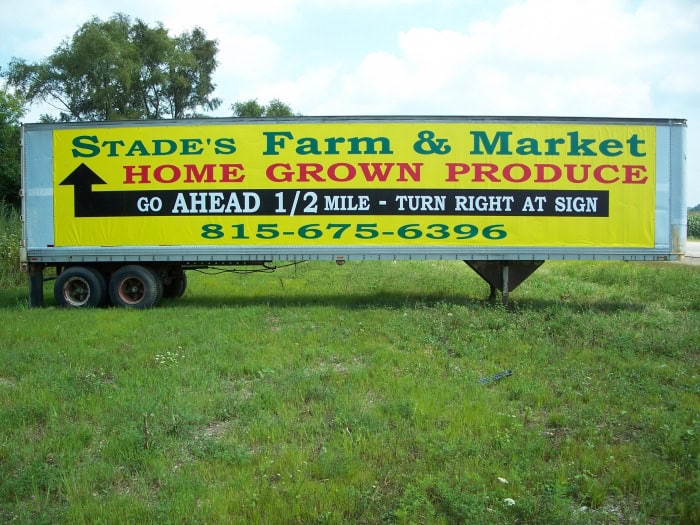 Stade's Farm & Market
HOME GROWN PRODUCE
GO AHEAD 1/2 MILE - TURN RIGHT AT SIGN
815-675-6396